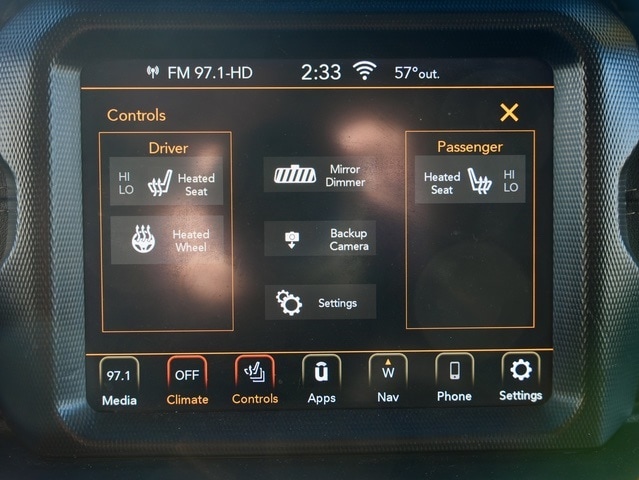 FM 97.1-HD 2:33 57°out.
Controls
Driver
Passenger
HI
LO
Heated
Seat
Mirror
Dimmer
Heated
Seat
HI
LO
Heated
Wheel
Backup
Camera
Settings
97.1
OFF
ū
W
Media
Climate
Controls
Apps
Nav
Phone
Settings